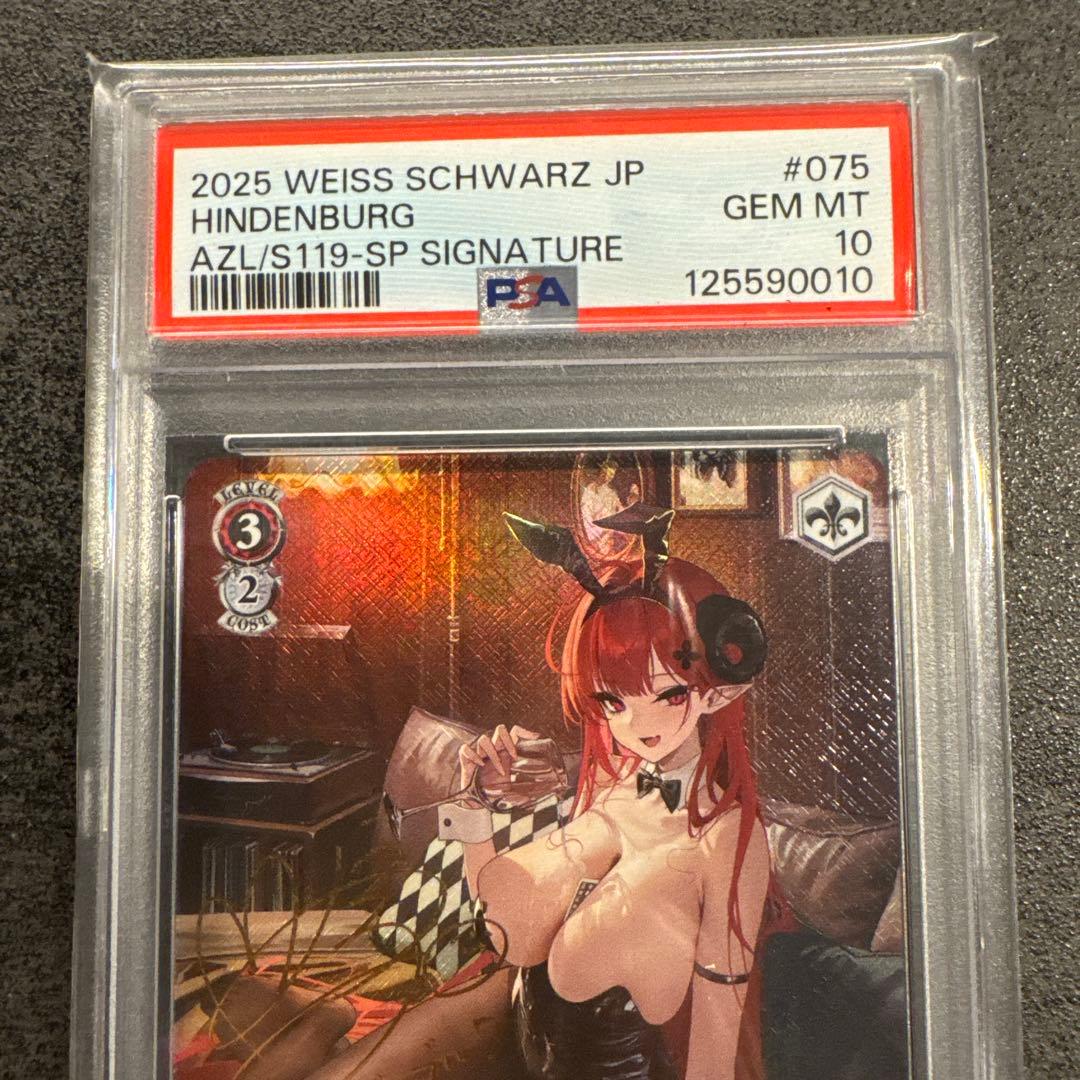 2025 WEISS SCHWARZ JP #075
HINDENBURG GEM MT
AZL/S119-SP SIGNATURE 10
PSA 125590010
LEVEL
3
2
COST